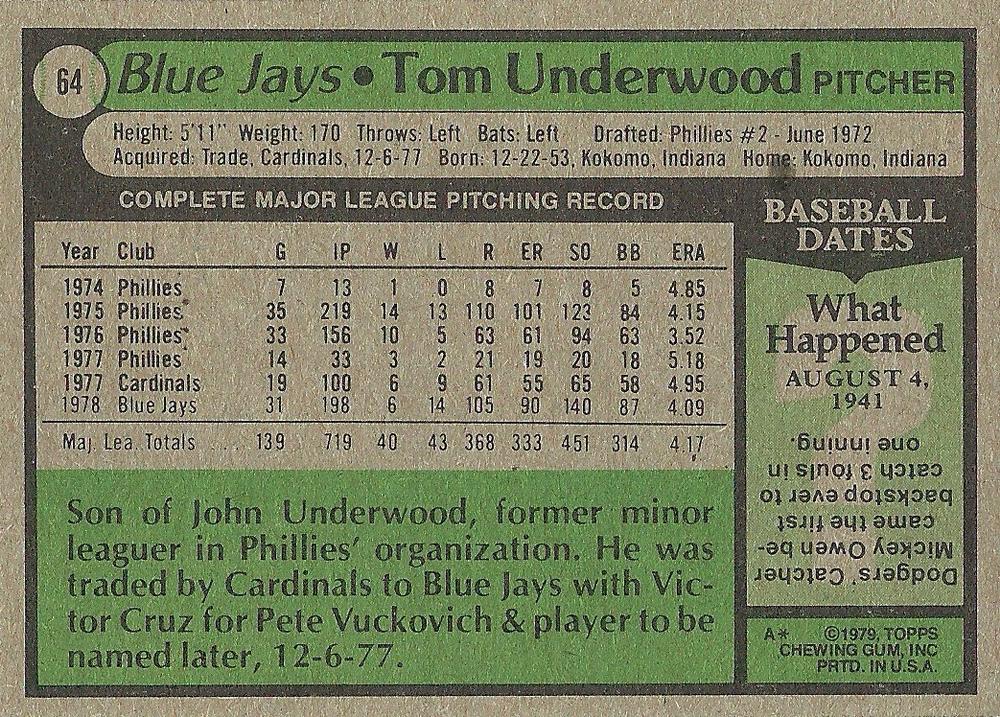 64 Blue Jays • Tom Underwood PITCHER
Height: 5'11" Weight: 170 Throws: Left Bats: Left Drafted: Phillies #2 - June 1972
Acquired: Trade, Cardinals, 12-6-77 Born: 12-22-53, Kokomo, Indiana Home: Kokomo, Indiana
COMPLETE MAJOR LEAGUE PITCHING RECORD
Year Club G IP W L R ER SO BB ERA
1974 Phillies 7 13 1 0 8 7 8 5 4.85
1975 Phillies 35 219 14 13 110 101 123 84 4.15
1976 Phillies 33 156 10 5 63 61 94 63 3.52
1977 Phillies 14 33 3 2 21 19 20 18 5.18
1977 Cardinals 19 100 6 9 61 55 65 58 4.95
1978 Blue Jays 31 198 6 14 105 90 140 87 4.09
Maj. Lea. Totals . . . 139 719 40 43 368 333 451 314 4.17
Son of John Underwood, former minor
leaguer in Phillies' organization. He was
traded by Cardinals to Blue Jays with Vic-
tor Cruz for Pete Vuckovich & player to be
named later, 12-6-77.
BASEBALL
DATES
What
Happened
AUGUST 4,
1941
Dodgers' Catcher
Mickey Owen be-
came the first
backstop ever to
catch 3 fouls in
one inning.
A* ©1979, TOPPS
CHEWING GUM, INC
PRTD. IN U.S.A.